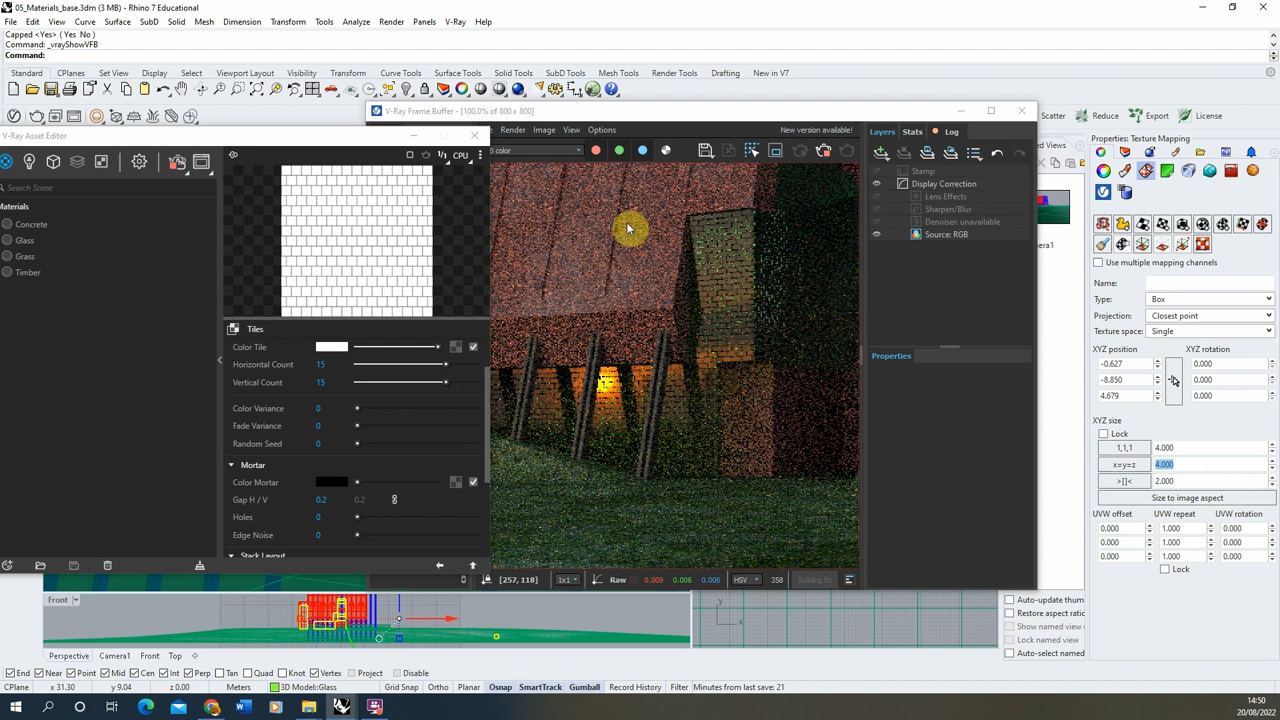 05_Materials_base.3dm (3 MB) - Rhino 7 Educational
File Edit View Curve Surface SubD Solid Mesh Dimension Transform Tools Analyze Render Panels V-Ray Help
Capped <Yes> ( Yes No )
Command: _vrayShowVFB
Command:
Standard CPlanes Set View Display Select Viewport Layout Visibility Transform Curve Tools Surface Tools Solid Tools SubD Tools Mesh Tools Render Tools Drafting New in V7
V-Ray Frame Buffer - [100.0% of 800 x 800]
Scatter Reduce Export License
V-Ray Asset Editor
Render Image View Options New version available!
Layers Stats Log
Properties: Texture Mapping
color
CPU
Search Scene
Materials
Concrete
Glass
Grass
Timber
Stamp
Display Correction
Lens Effects
Sharpen/Blur
Denoiser: unavailable
Source: RGB
Properties
Tiles
Color Tile
Horizontal Count 15
Vertical Count 15
Color Variance 0
Fade Variance 0
Random Seed 0
Mortar
Color Mortar
Gap H / V 0.2 0.2
Holes 0
Edge Noise 0
Stack Layout
Use multiple mapping channels
Name:
Type: Box
Projection: Closest point
Texture space: Single
XYZ position XYZ rotation
-0.627 0.000
-8.850 0.000
4.679 0.000
XYZ size
Lock
1,1,1 4.000
x=y=z 4.000
>[]< 2.000
Size to image aspect
UVW offset UVW repeat UVW rotation
0.000 1.000 0.000
0.000 1.000 0.000
0.000 1.000 0.000
Lock
[257, 118] 1x1 Raw 0.009 0.006 0.006 HSV 358
Front
y
x
Auto-update thum
Restore aspect ratio
Show named view
Lock named view
Auto-select named
Perspective Camera1 Front Top
End Near Point Mid Cen Int Perp Tan Quad Knot Vertex Project Disable
CPlane x 31.30 y 9.04 z 0.00 Meters 3D Model::Glass Grid Snap Ortho Planar Osnap SmartTrack Gumball Record History Filter Minutes from last save: 21
14:50
20/08/2022